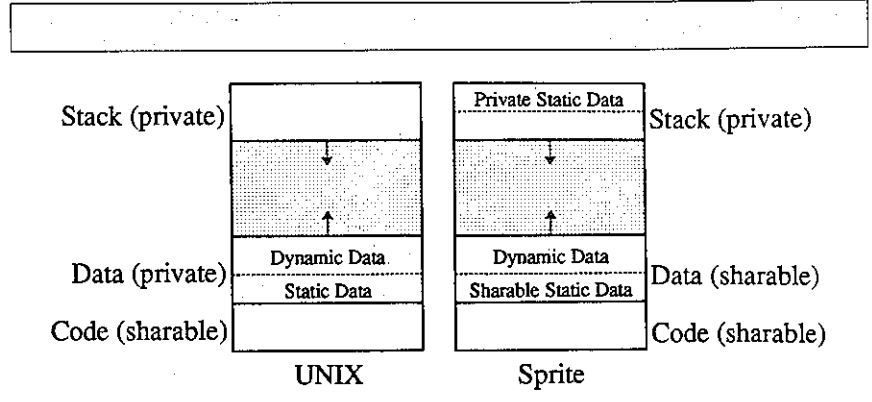 Private Static Data
Stack (private)
Stack (private)
Dynamic Data
Dynamic Data
Data (private)
Data (sharable)
Static Data
Sharable Static Data
Code (sharable)
Code (sharable)
UNIX
Sprite